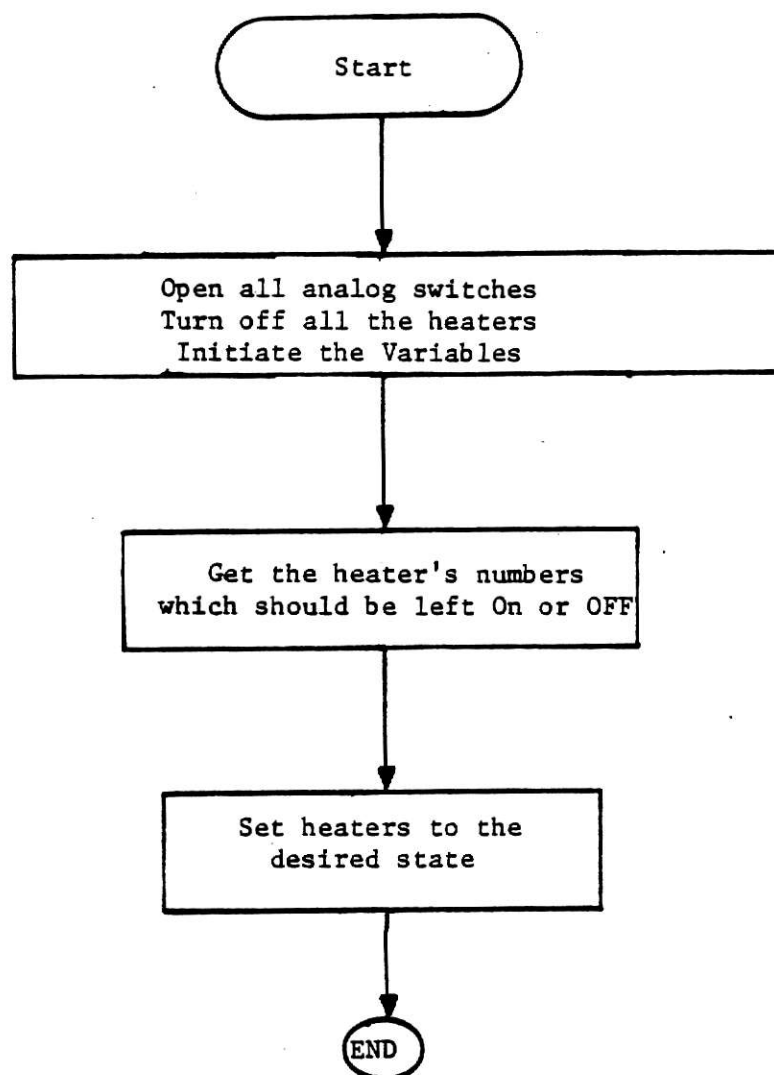 Start
Open all analog switches
Turn off all the heaters
Initiate the Variables
Get the heater's numbers
which should be left On or OFF
Set heaters to the
desired state
END